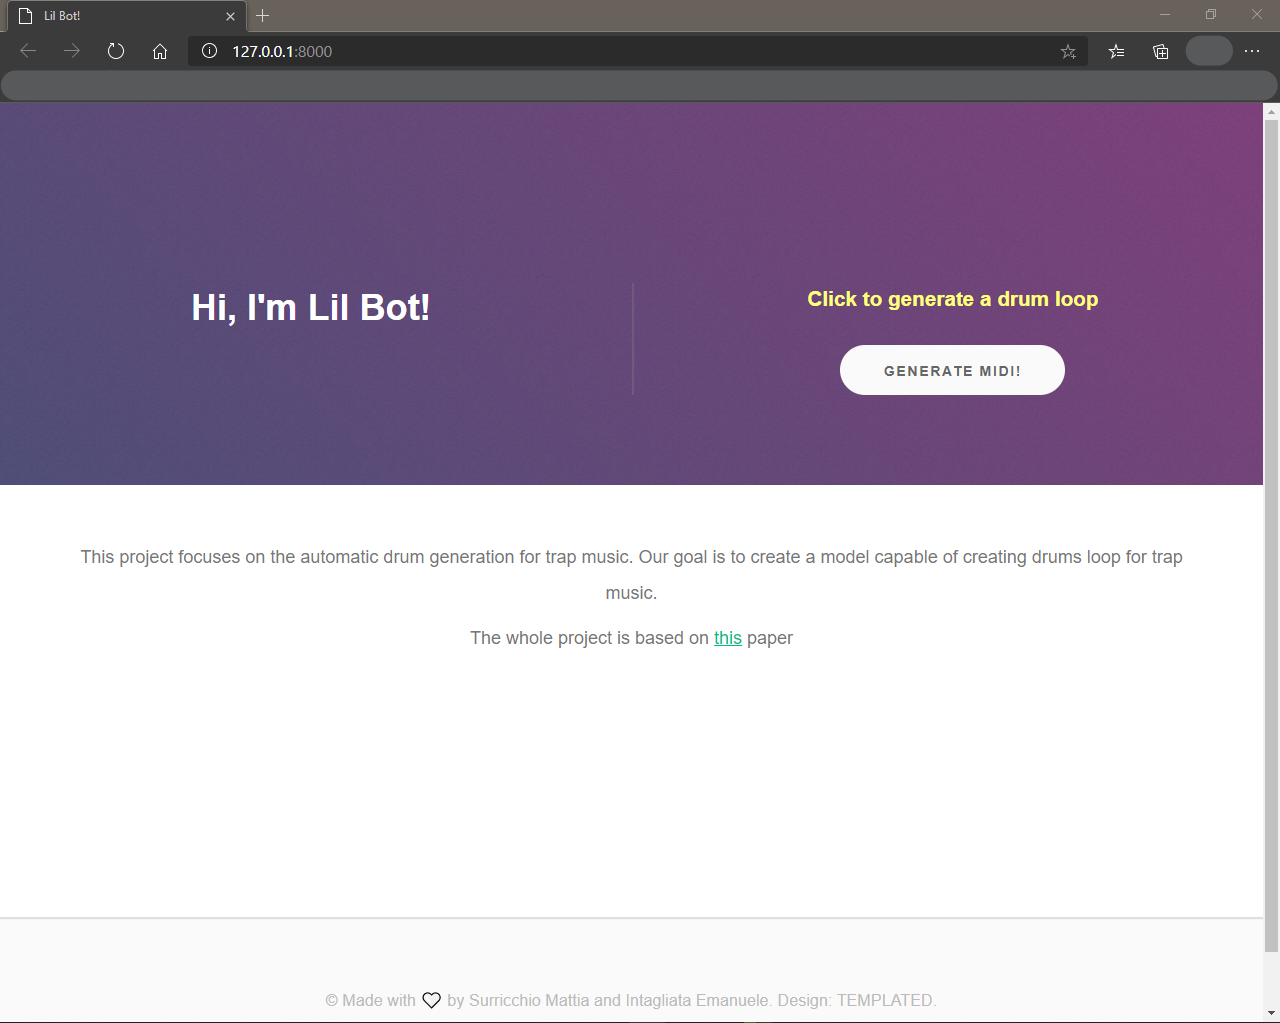 Lil Bot!
127.0.0.1:8000
Hi, I'm Lil Bot!
Click to generate a drum loop
GENERATE MIDI!
This project focuses on the automatic drum generation for trap music. Our goal is to create a model capable of creating drums loop for trap
music.
The whole project is based on this paper
© Made with by Surricchio Mattia and Intagliata Emanuele. Design: TEMPLATED.